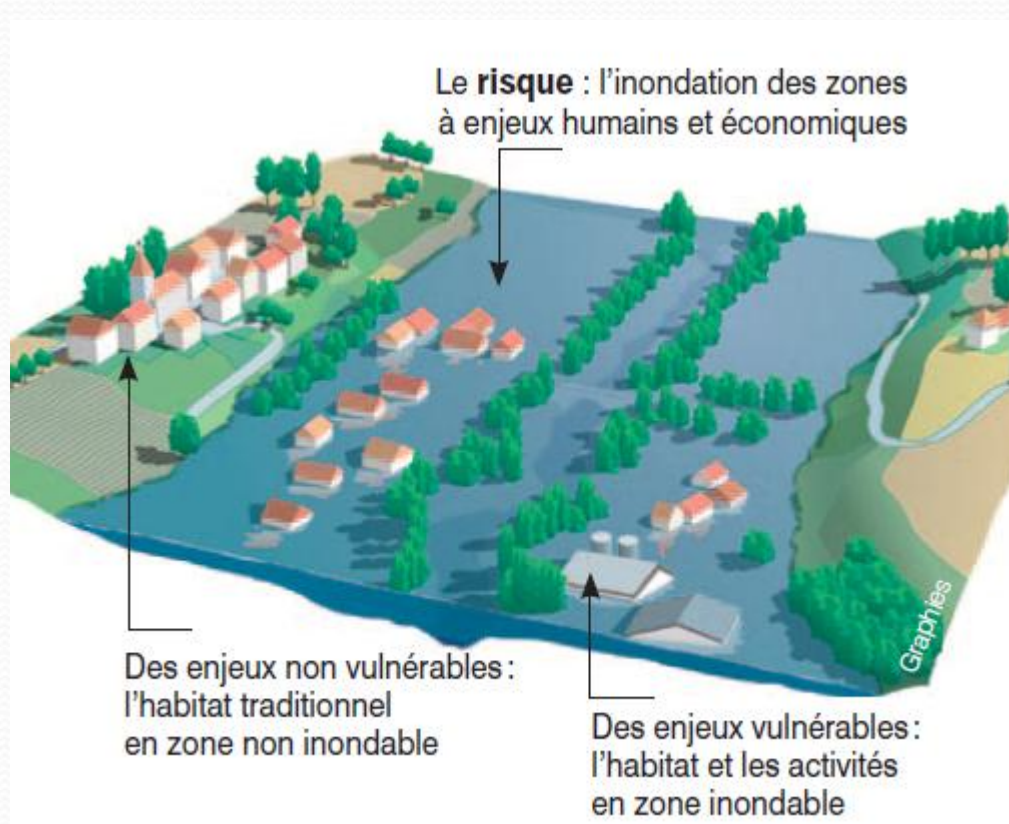 Le risque : l'inondation des zones
à enjeux humains et économiques
Des enjeux non vulnérables :
l'habitat traditionnel
en zone non inondable
Des enjeux vulnérables :
l'habitat et les activités
en zone inondable
Graphies